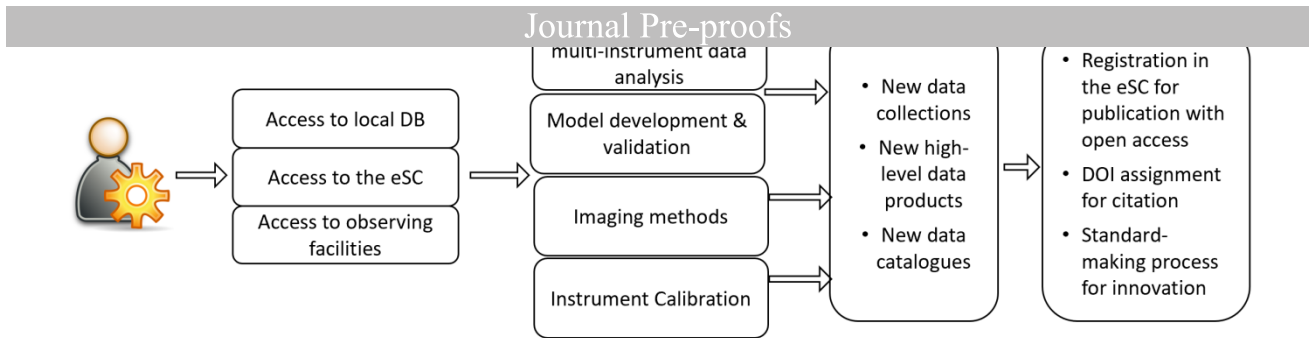 Journal Pre-proofs
Access to local DB
Access to the eSC
Access to observing
facilities
multi-instrument data
analysis
Model development &
validation
Imaging methods
Instrument Calibration
• New data
collections
• New high-
level data
products
• New data
catalogues
• Registration in
the eSC for
publication with
open access
• DOI assignment
for citation
• Standard-
making process
for innovation